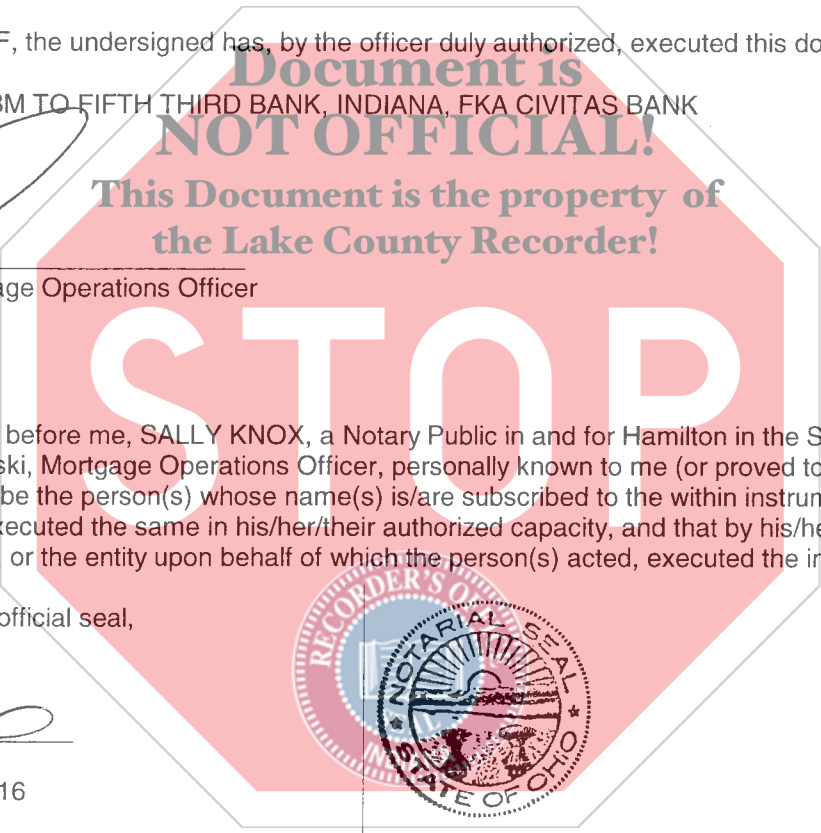 F, the undersigned has, by the officer duly authorized, executed this do
Document is
BM TO FIFTH THIRD BANK, INDIANA, FKA CIVITAS BANK
NOT OFFICIAL!
This Document is the property of
the Lake County Recorder!
age Operations Officer
STOP
before me, SALLY KNOX, a Notary Public in and for Hamilton in the S
ski, Mortgage Operations Officer, personally known to me (or proved to
be the person(s) whose name(s) is/are subscribed to the within instrum
xecuted the same in his/her/their authorized capacity, and that by his/he
or the entity upon behalf of which the person(s) acted, executed the in
RECORDER'S
official seal,
NOTARIAL SEAL
SEAL
STATE OF OHIO
16